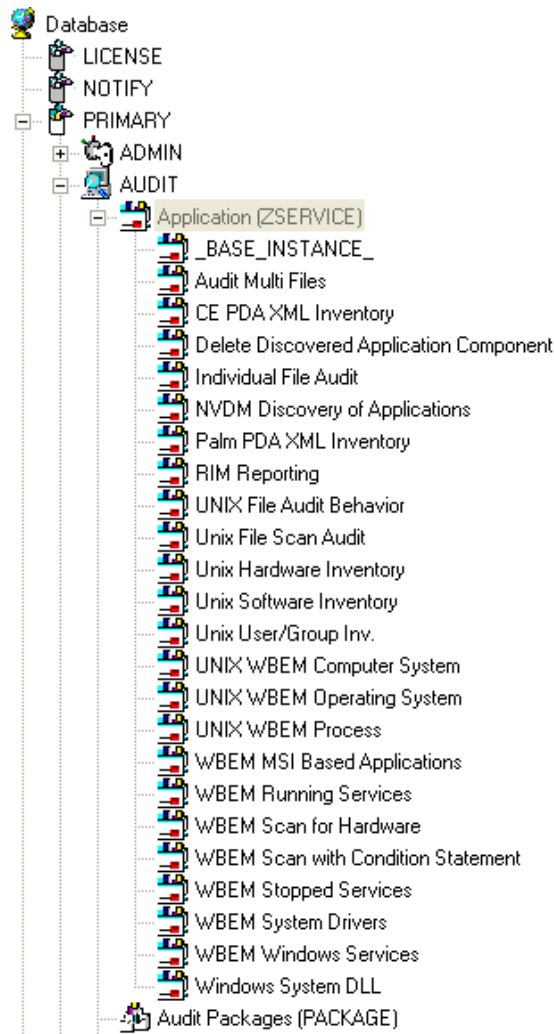 Database
LICENSE
NOTIFY
PRIMARY
ADMIN
AUDIT
Application (ZSERVICE)
_BASE_INSTANCE_
Audit Multi Files
CE PDA XML Inventory
Delete Discovered Application Component
Individual File Audit
NVDM Discovery of Applications
Palm PDA XML Inventory
RIM Reporting
UNIX File Audit Behavior
Unix File Scan Audit
Unix Hardware Inventory
Unix Software Inventory
Unix User/Group Inv.
UNIX WBEM Computer System
UNIX WBEM Operating System
UNIX WBEM Process
WBEM MSI Based Applications
WBEM Running Services
WBEM Scan for Hardware
WBEM Scan with Condition Statement
WBEM Stopped Services
WBEM System Drivers
WBEM Windows Services
Windows System DLL
Audit Packages (PACKAGE)